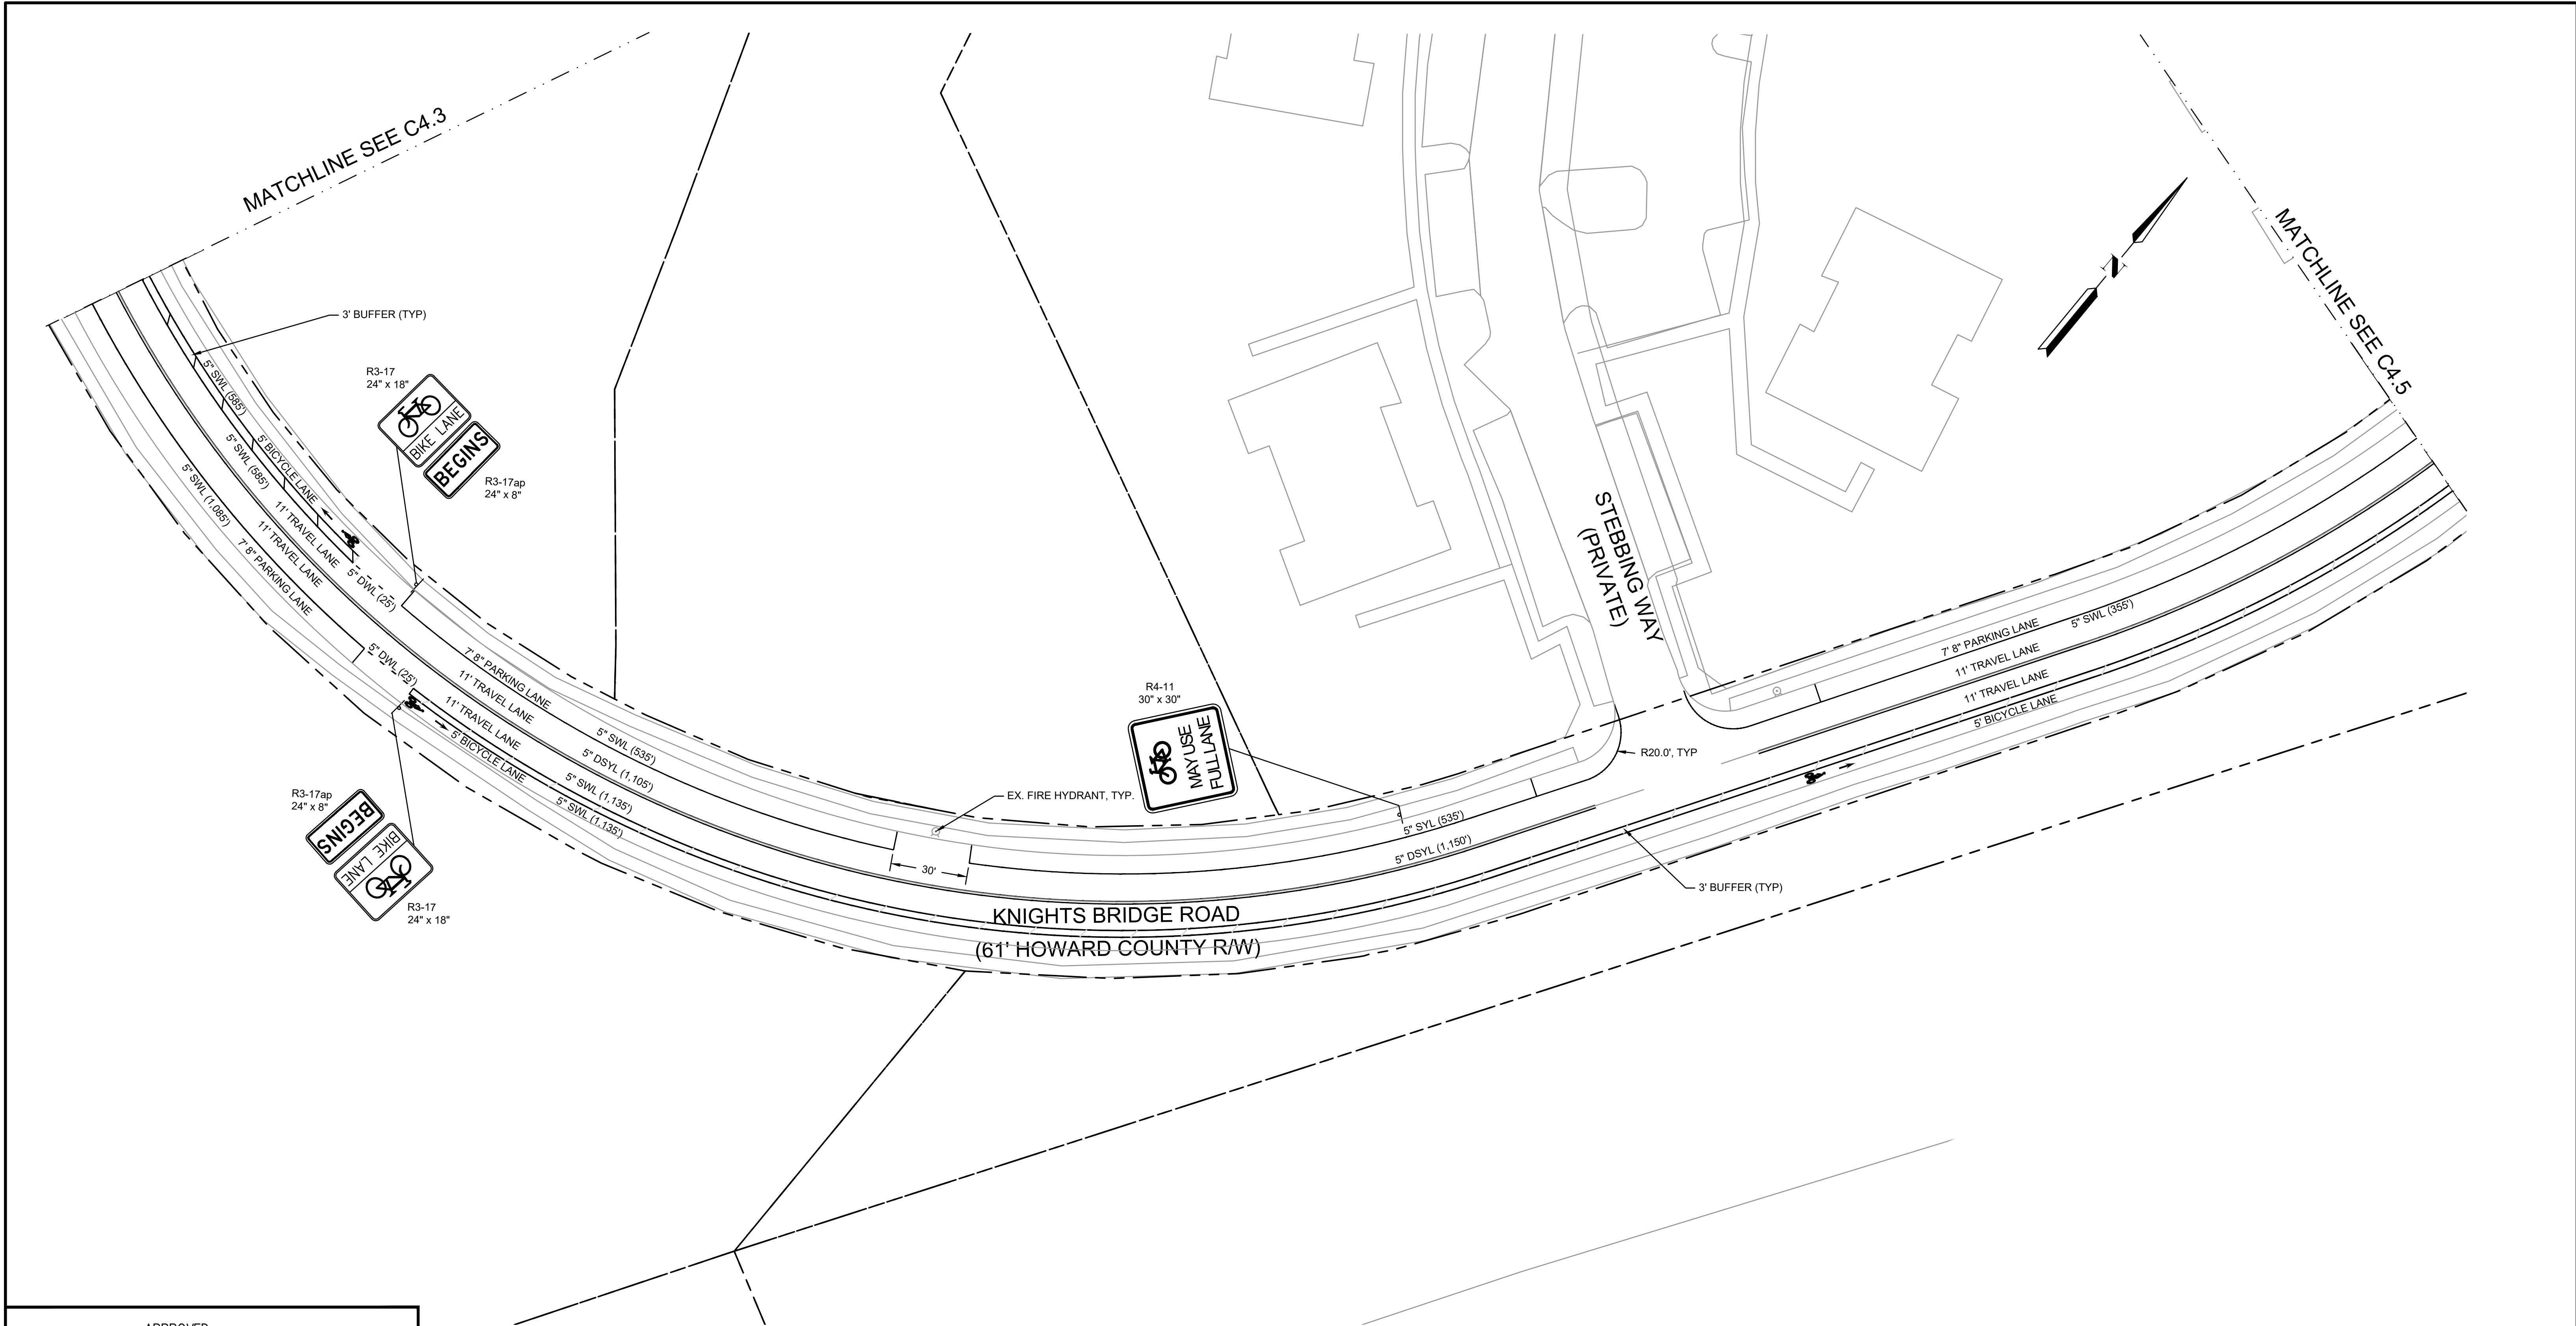 MATCHLINE SEE C4.3
3' BUFFER (TYP)
R3-17
24" x 18"
BIKE LANE
BEGINS
R3-17ap
24" x 8"
5" SWL (585')
5' BICYCLE LANE
5" SWL (585')
11' TRAVEL LANE
5" DWL (25')
5" SWL (1,085')
11' TRAVEL LANE
7' 8" PARKING LANE
5" DWL (25')
7' 8" PARKING LANE
11' TRAVEL LANE
11' TRAVEL LANE
5' BICYCLE LANE
5" SWL (535')
5" DSYL (1,105')
5" SWL (1,135')
5" SWL (1,135')
R3-17ap
24" x 8"
BEGINS
BIKE LANE
R3-17
24" x 18"
EX. FIRE HYDRANT, TYP.
30'
R4-11
30" x 30"
MAY USE
FULL LANE
5" SYL (535')
5" DSYL (1,150')
KNIGHTS BRIDGE ROAD
(61' HOWARD COUNTY R/W)
STEBBING WAY
(PRIVATE)
R20.0', TYP
3' BUFFER (TYP)
7' 8" PARKING LANE
5" SWL (355')
11' TRAVEL LANE
11' TRAVEL LANE
5' BICYCLE LANE
N
MATCHLINE SEE C4.5
APPROVED